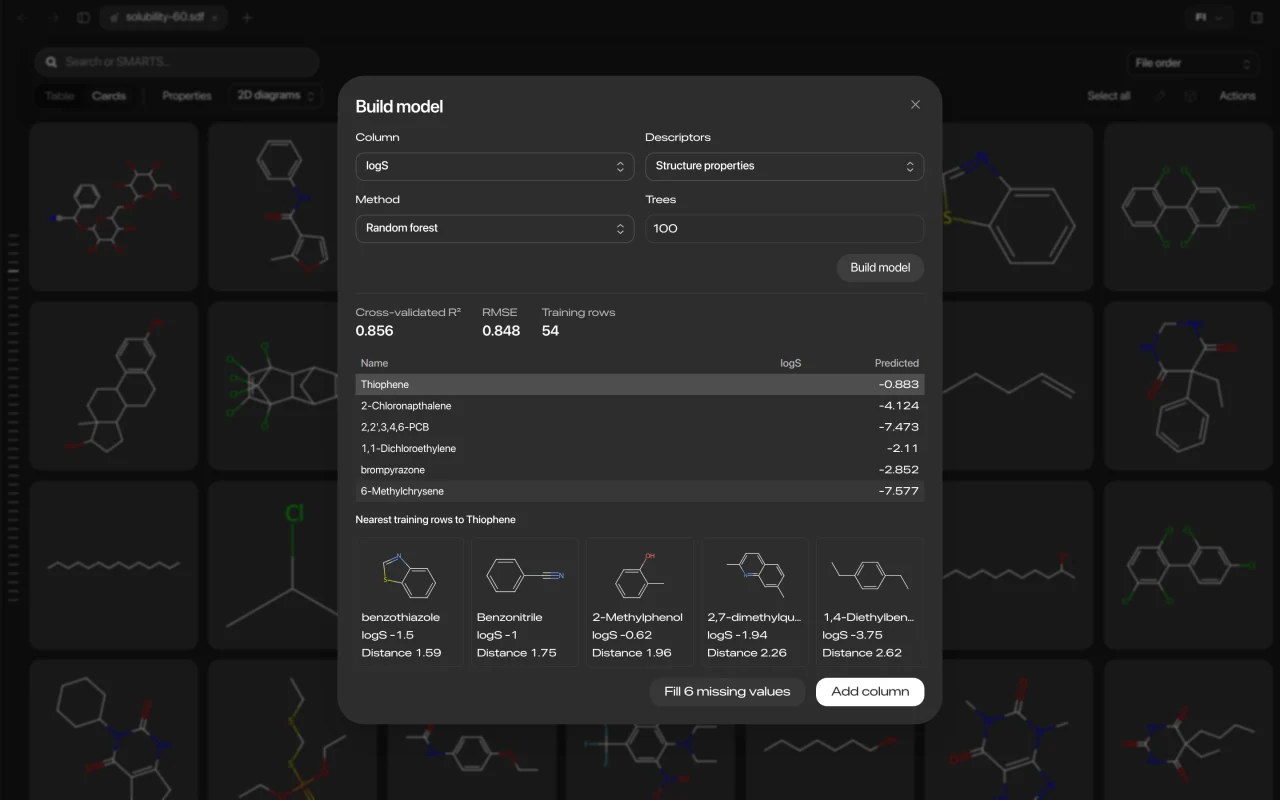 solubility-60.sdf
FI
Search or SMARTS...
File order
Table Cards Properties 2D diagrams Select all Actions
Build model
Column Descriptors
logS Structure properties
Method Trees
Random forest 100
Build model
Cross-validated R² RMSE Training rows
0.856 0.848 54
Name logS Predicted
Thiophene -0.883
2-Chloronapthalene -4.124
2,2',3,4,6-PCB -7.473
1,1-Dichloroethylene -2.11
brompyrazone -2.852
6-Methylchrysene -7.577
Nearest training rows to Thiophene
N S N OH N
benzothiazole Benzonitrile 2-Methylphenol 2,7-dimethylqu... 1,4-Diethylben...
logS -1.5 logS -1 logS -0.62 logS -1.94 logS -3.75
Distance 1.59 Distance 1.75 Distance 1.96 Distance 2.26 Distance 2.62
Fill 6 missing values Add column
Cl